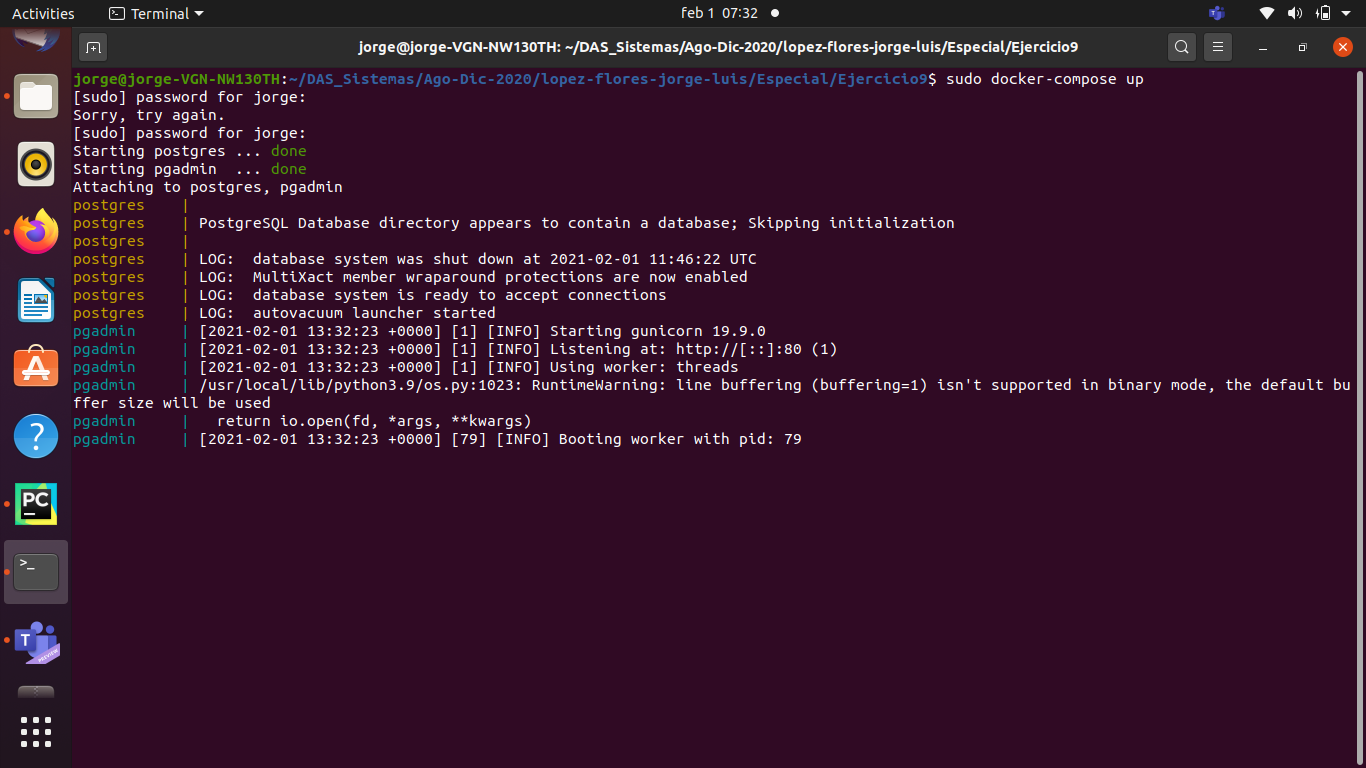 Activities
Terminal
feb 1 07:32
jorge@jorge-VGN-NW130TH: ~/DAS_Sistemas/Ago-Dic-2020/lopez-flores-jorge-luis/Especial/Ejercicio9
jorge@jorge-VGN-NW130TH:~/DAS_Sistemas/Ago-Dic-2020/lopez-flores-jorge-luis/Especial/Ejercicio9$ sudo docker-compose up
[sudo] password for jorge:
Sorry, try again.
[sudo] password for jorge:
Starting postgres ... done
Starting pgadmin  ... done
Attaching to postgres, pgadmin
postgres    |
postgres    | PostgreSQL Database directory appears to contain a database; Skipping initialization
postgres    |
postgres    | LOG:  database system was shut down at 2021-02-01 11:46:22 UTC
postgres    | LOG:  MultiXact member wraparound protections are now enabled
postgres    | LOG:  database system is ready to accept connections
postgres    | LOG:  autovacuum launcher started
pgadmin     | [2021-02-01 13:32:23 +0000] [1] [INFO] Starting gunicorn 19.9.0
pgadmin     | [2021-02-01 13:32:23 +0000] [1] [INFO] Listening at: http://[::]:80 (1)
pgadmin     | [2021-02-01 13:32:23 +0000] [1] [INFO] Using worker: threads
pgadmin     | /usr/local/lib/python3.9/os.py:1023: RuntimeWarning: line buffering (buffering=1) isn't supported in binary mode, the default bu
ffer size will be used
pgadmin     |   return io.open(fd, *args, **kwargs)
pgadmin     | [2021-02-01 13:32:23 +0000] [79] [INFO] Booting worker with pid: 79
PC
>_
T
PREVIEW